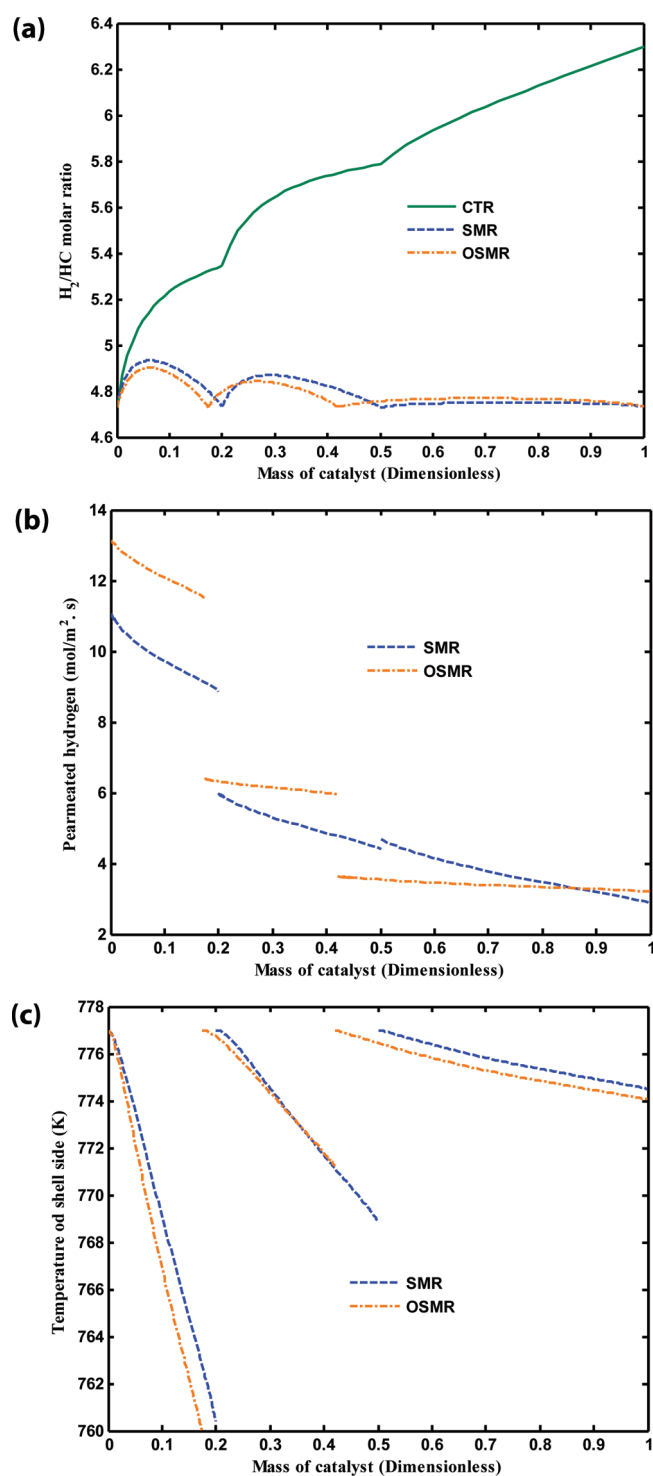 (a)
6.4
6.2
6
5.8
5.6
5.4
5.2
5
4.8
4.6
H2/HC molar ratio
CTR
SMR
OSMR
0 0.1 0.2 0.3 0.4 0.5 0.6 0.7 0.8 0.9 1
Mass of catalyst (Dimensionless)
(b)
14
12
10
8
6
4
2
Pearmeated hydrogen (mol/m². s)
SMR
OSMR
0 0.1 0.2 0.3 0.4 0.5 0.6 0.7 0.8 0.9 1
Mass of catalyst (Dimensionless)
(c)
778
776
774
772
770
768
766
764
762
760
Temperature od shell side (K)
SMR
OSMR
0 0.1 0.2 0.3 0.4 0.5 0.6 0.7 0.8 0.9 1
Mass of catalyst (Dimensionless)